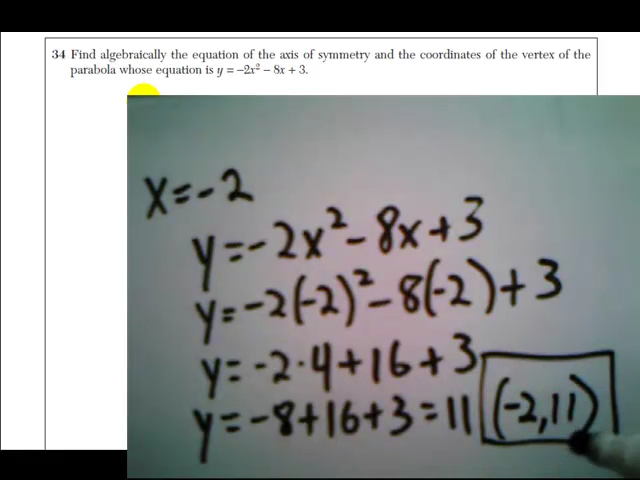 34 Find algebraically the equation of the axis of symmetry and the coordinates of the vertex of the
parabola whose equation is y = –2x² – 8x + 3.
x = -2
y = -2x² - 8x + 3
y = -2(-2)² - 8(-2) + 3
y = -2·4 + 16 + 3
y = -8 + 16 + 3 = 11 (-2, 11)